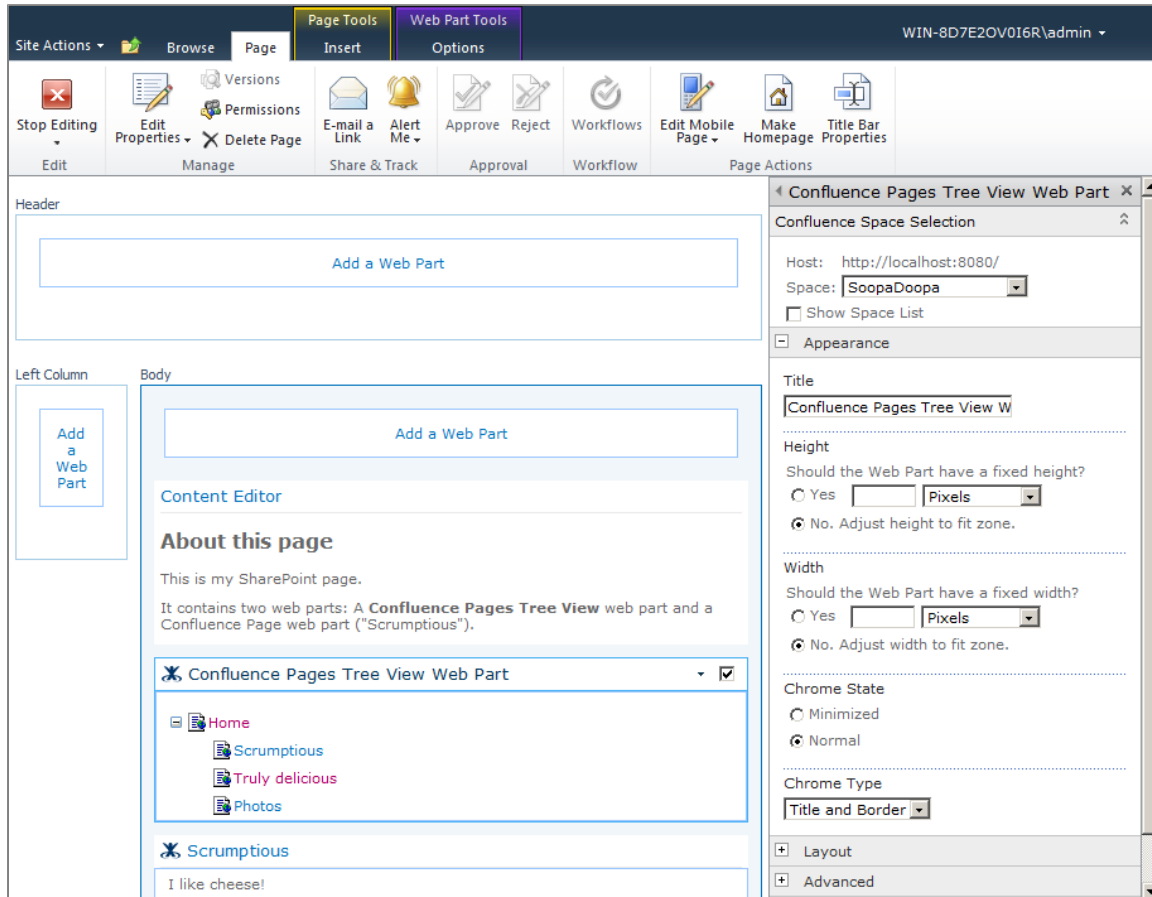 Page Tools Web Part Tools
WIN-8D7E2OV0I6R\admin
Site Actions Browse Page Insert Options
Versions
Permissions
Stop Editing Edit Properties Delete Page E-mail a Link Alert Me Approve Reject Workflows Edit Mobile Page Make Homepage Title Bar Properties
Edit Manage Share & Track Approval Workflow Page Actions
Header
Add a Web Part
Left Column
Add
a
Web
Part
Body
Add a Web Part
Content Editor
About this page
This is my SharePoint page.
It contains two web parts: A Confluence Pages Tree View web part and a
Confluence Page web part ("Scrumptious").
Confluence Pages Tree View Web Part
Home
Scrumptious
Truly delicious
Photos
Scrumptious
I like cheese!
Confluence Pages Tree View Web Part
Confluence Space Selection
Host: http://localhost:8080/
Space: SoopaDoopa
Show Space List
Appearance
Title
Confluence Pages Tree View W
Height
Should the Web Part have a fixed height?
Yes Pixels
No. Adjust height to fit zone.
Width
Should the Web Part have a fixed width?
Yes Pixels
No. Adjust width to fit zone.
Chrome State
Minimized
Normal
Chrome Type
Title and Border
Layout
Advanced